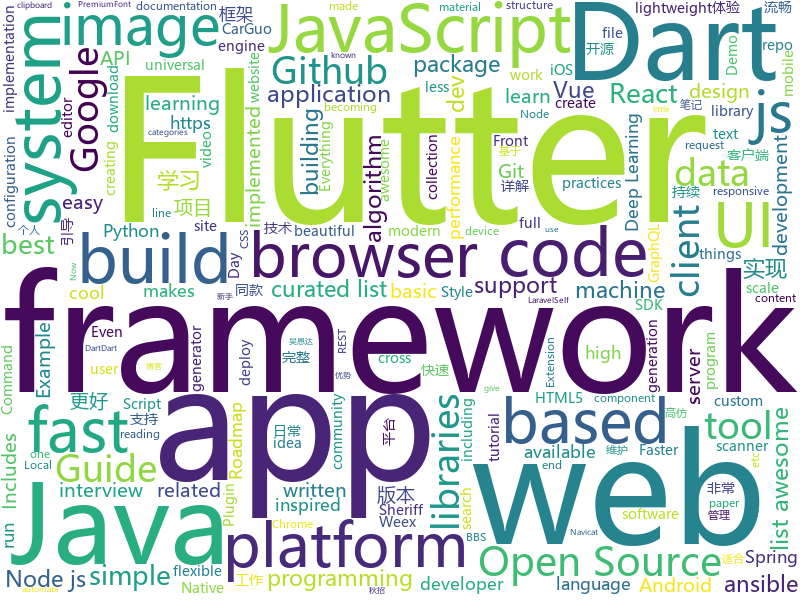 clipboard PremiumFont documentation made material structure
implementation 框架 CarGuo engine
image JavaScript Dart
lightweight 体验 流畅
file 开源 Demo repo mobile
API universal website known
Github package dev
less work iOS
system Google editor download
learning https video
application learn Vue React design
create library 笔记 text 客户端
Flutter
js
creating implemented building algorithm
Everything awesome collection performance
Front Node 基于
Git 详解 practices
Deep Learning request
responsive development
data
configuration 学习 项目 easy
Python modern line
beautiful css device use
full GraphQL 持续 things
best 个人 引导 site 技术 Day
build browser code UI client
实现
cool makes 同款 Now
curated list basic support Style machine SDK scale
cross
framework
Command Even user 更好
Example generator 新手 deploy
DartDart 完整 REST
LaravelSelf content
high 快速 generation server program
Script 支持 博客
app web
fast based tool
HTML5 component custom
Includes Guide Roadmap
日常 idea 吴恩达 community 平台 优势
reading libraries including tutorial
available 维护 Faster scanner
Extension
Java
one Local interview related written
inspired 版本 Sheriff Weex
search end
Open Source list awesome
非常 etc
software 管理 paper 高仿
run platform
Plugin Chrome
BBS Navicat
give little
Node js simple flexible Native 工作 programming
automate categories becoming 秋招
developer language Android Spring 适合 ansible